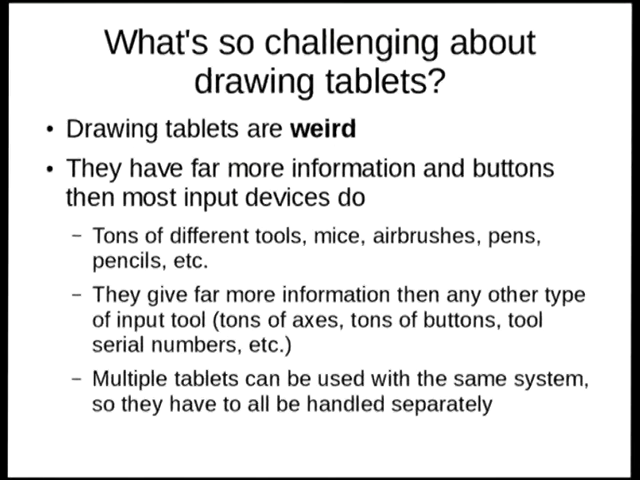 What's so challenging about
drawing tablets?
• Drawing tablets are weird
• They have far more information and buttons
then most input devices do
– Tons of different tools, mice, airbrushes, pens,
pencils, etc.
– They give far more information then any other type
of input tool (tons of axes, tons of buttons, tool
serial numbers, etc.)
– Multiple tablets can be used with the same system,
so they have to all be handled separately